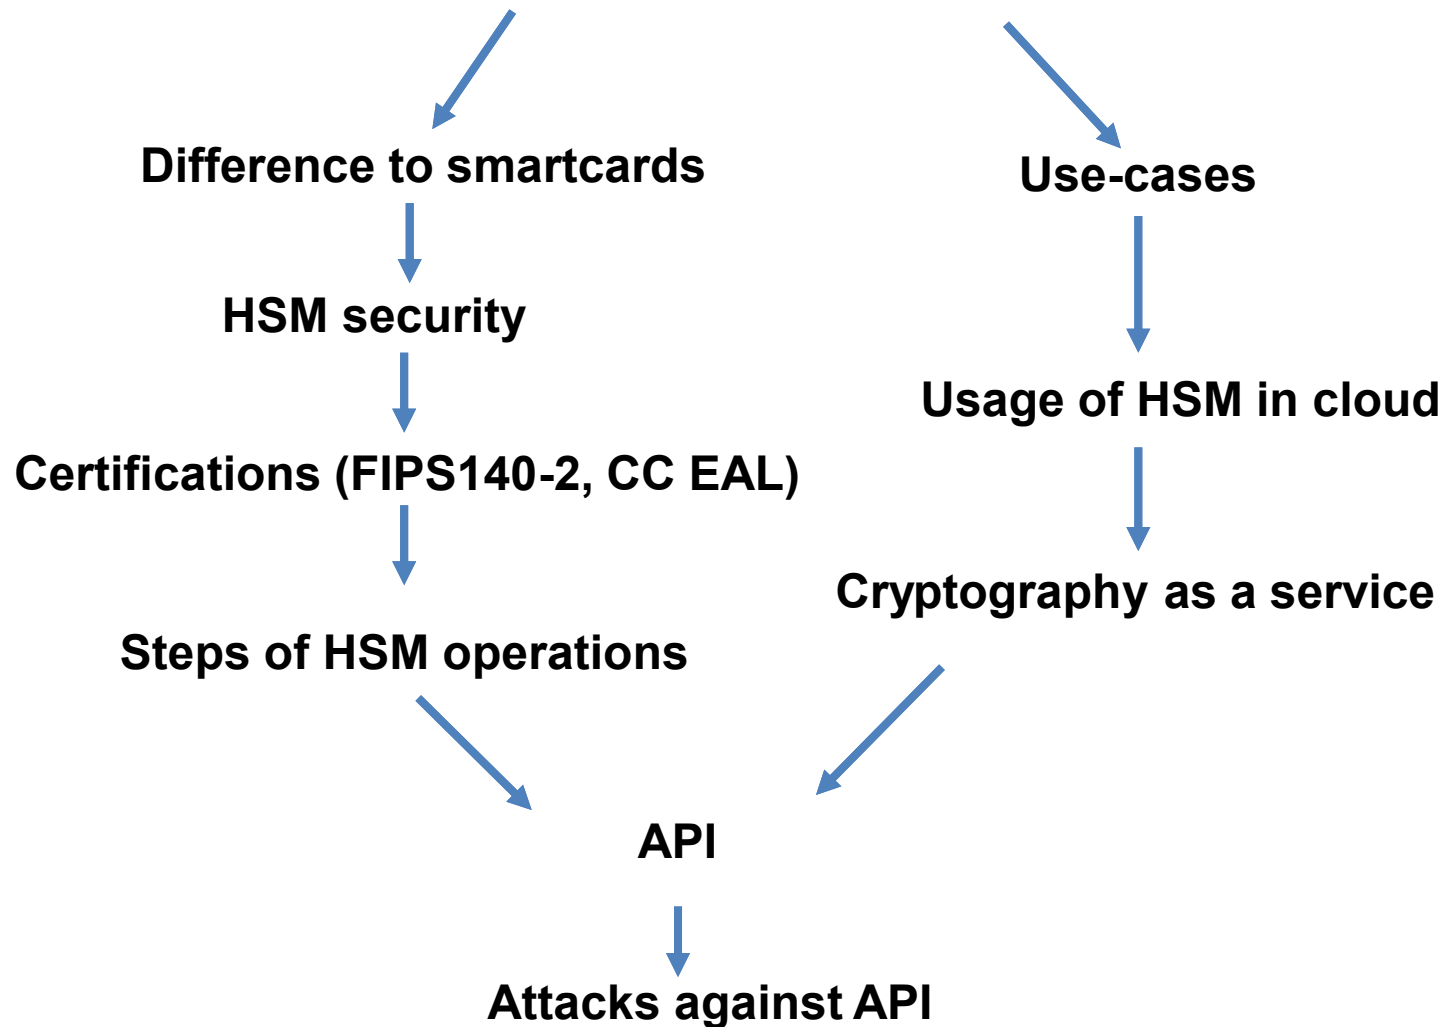 Difference to smartcards
Use-cases
HSM security
Usage of HSM in cloud
Certifications (FIPS140-2, CC EAL)
Cryptography as a service
Steps of HSM operations
API
Attacks against API